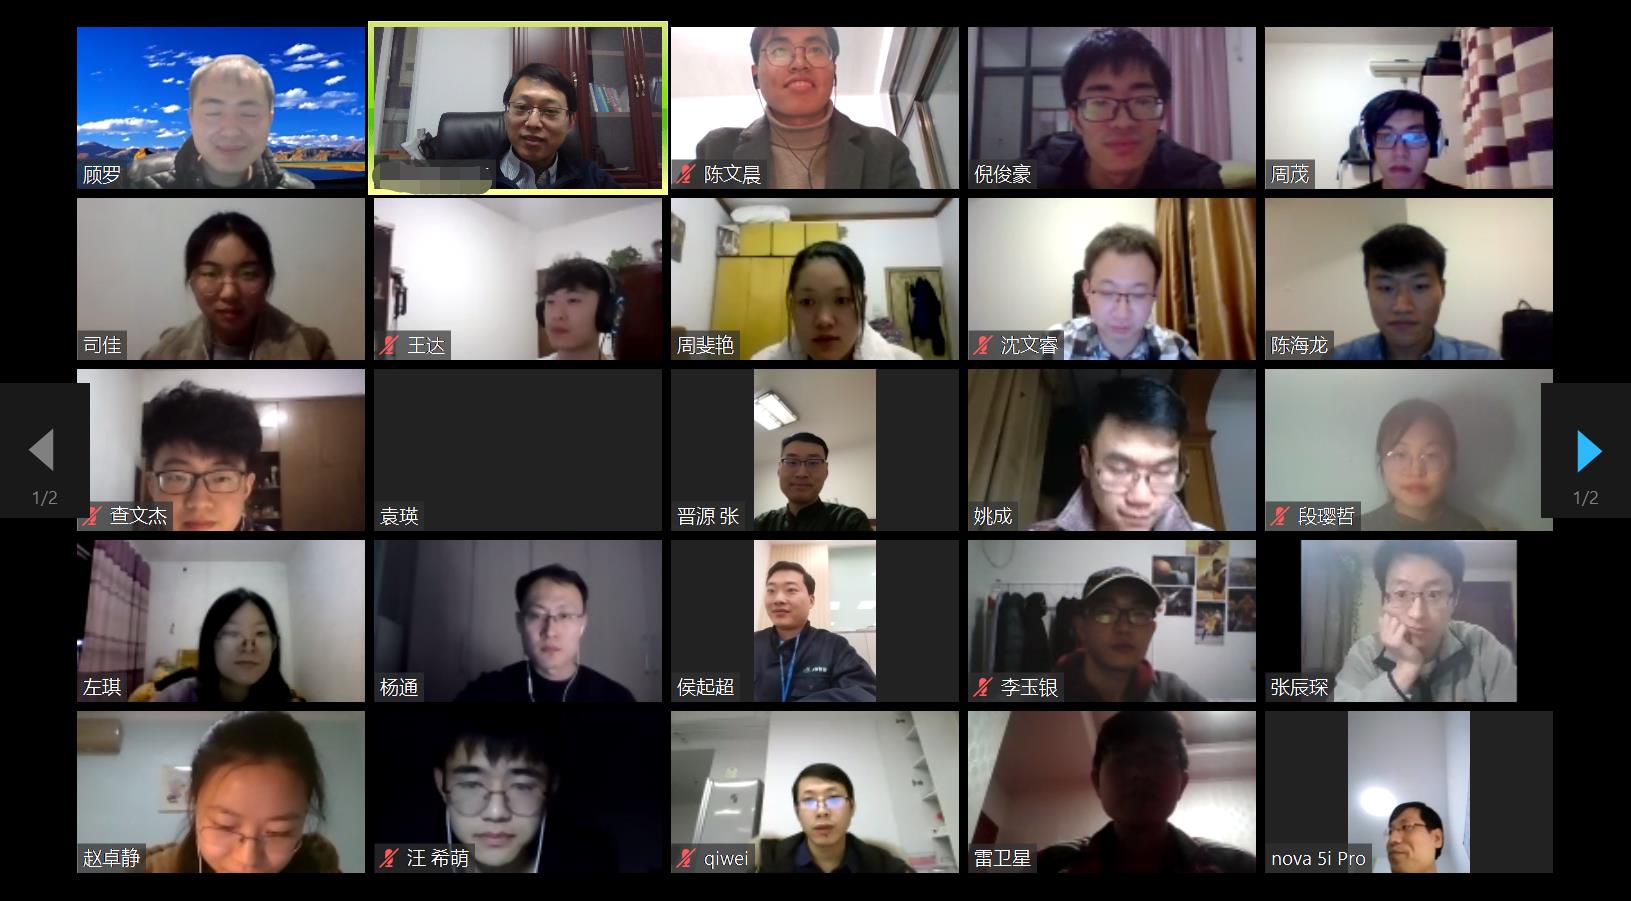 顾罗
陈文晨
倪俊豪
周茂
司佳
王达
周斐艳
沈文睿
陈海龙
查文杰
袁瑛
晋源 张
姚成
段璎哲
1/2
1/2
左琪
杨通
侯起超
李玉银
张辰琛
赵卓静
汪 希萌
qiwei
雷卫星
nova 5i Pro